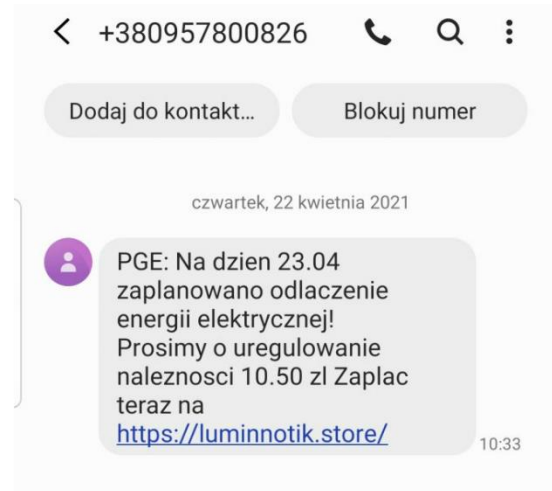 +380957800826
Dodaj do kontakt...
Blokuj numer
czwartek, 22 kwietnia 2021
PGE: Na dzien 23.04
zaplanowano odlaczenie
energii elektrycznej!
Prosimy o uregulowanie
naleznosci 10.50 zl Zaplac
teraz na
https://luminnotik.store/
10:33